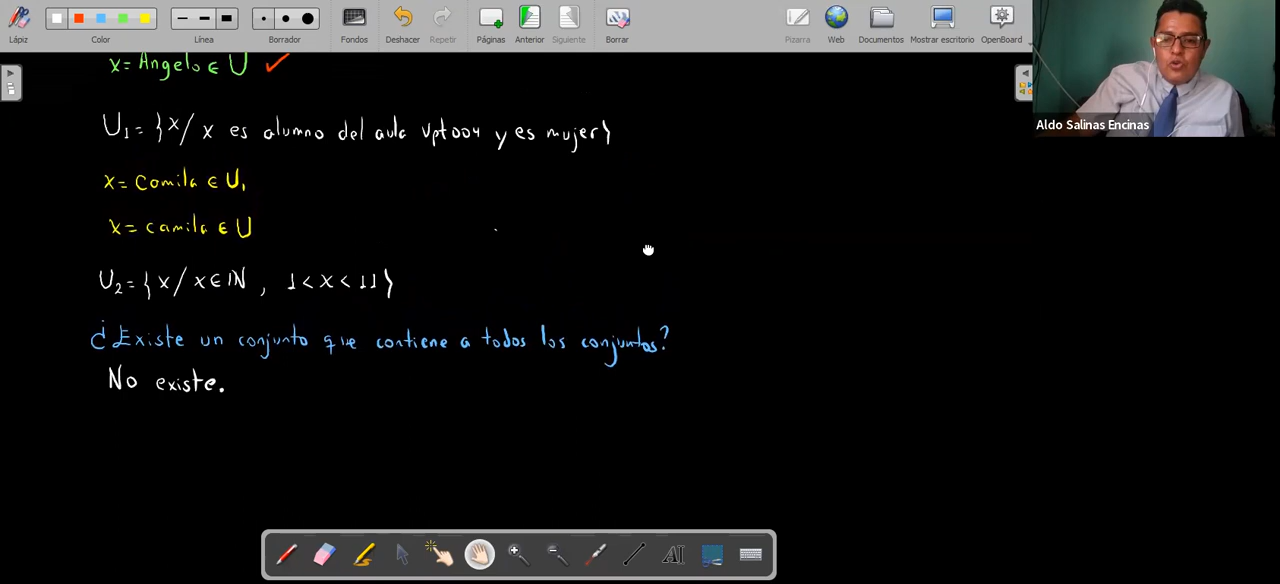 Lápiz Color Línea Borrador Fondos Deshacer Repetir Páginas Anterior Siguiente Borrar Pizarra Web Documentos Mostrar escritorio OpenBoard
x = Angelo ∈ U ✓
Aldo Salinas Encinas
U₁ = {x/ x es alumno del aula vpt004 y es mujer}
x = Comila ∈ U₁
x = camila ∈ U
U₂ = {x/ x ∈ ℕ, 1 < x < 11}
¿Existe un conjunto que contiene a todos los conjuntos?
No existe.
AI